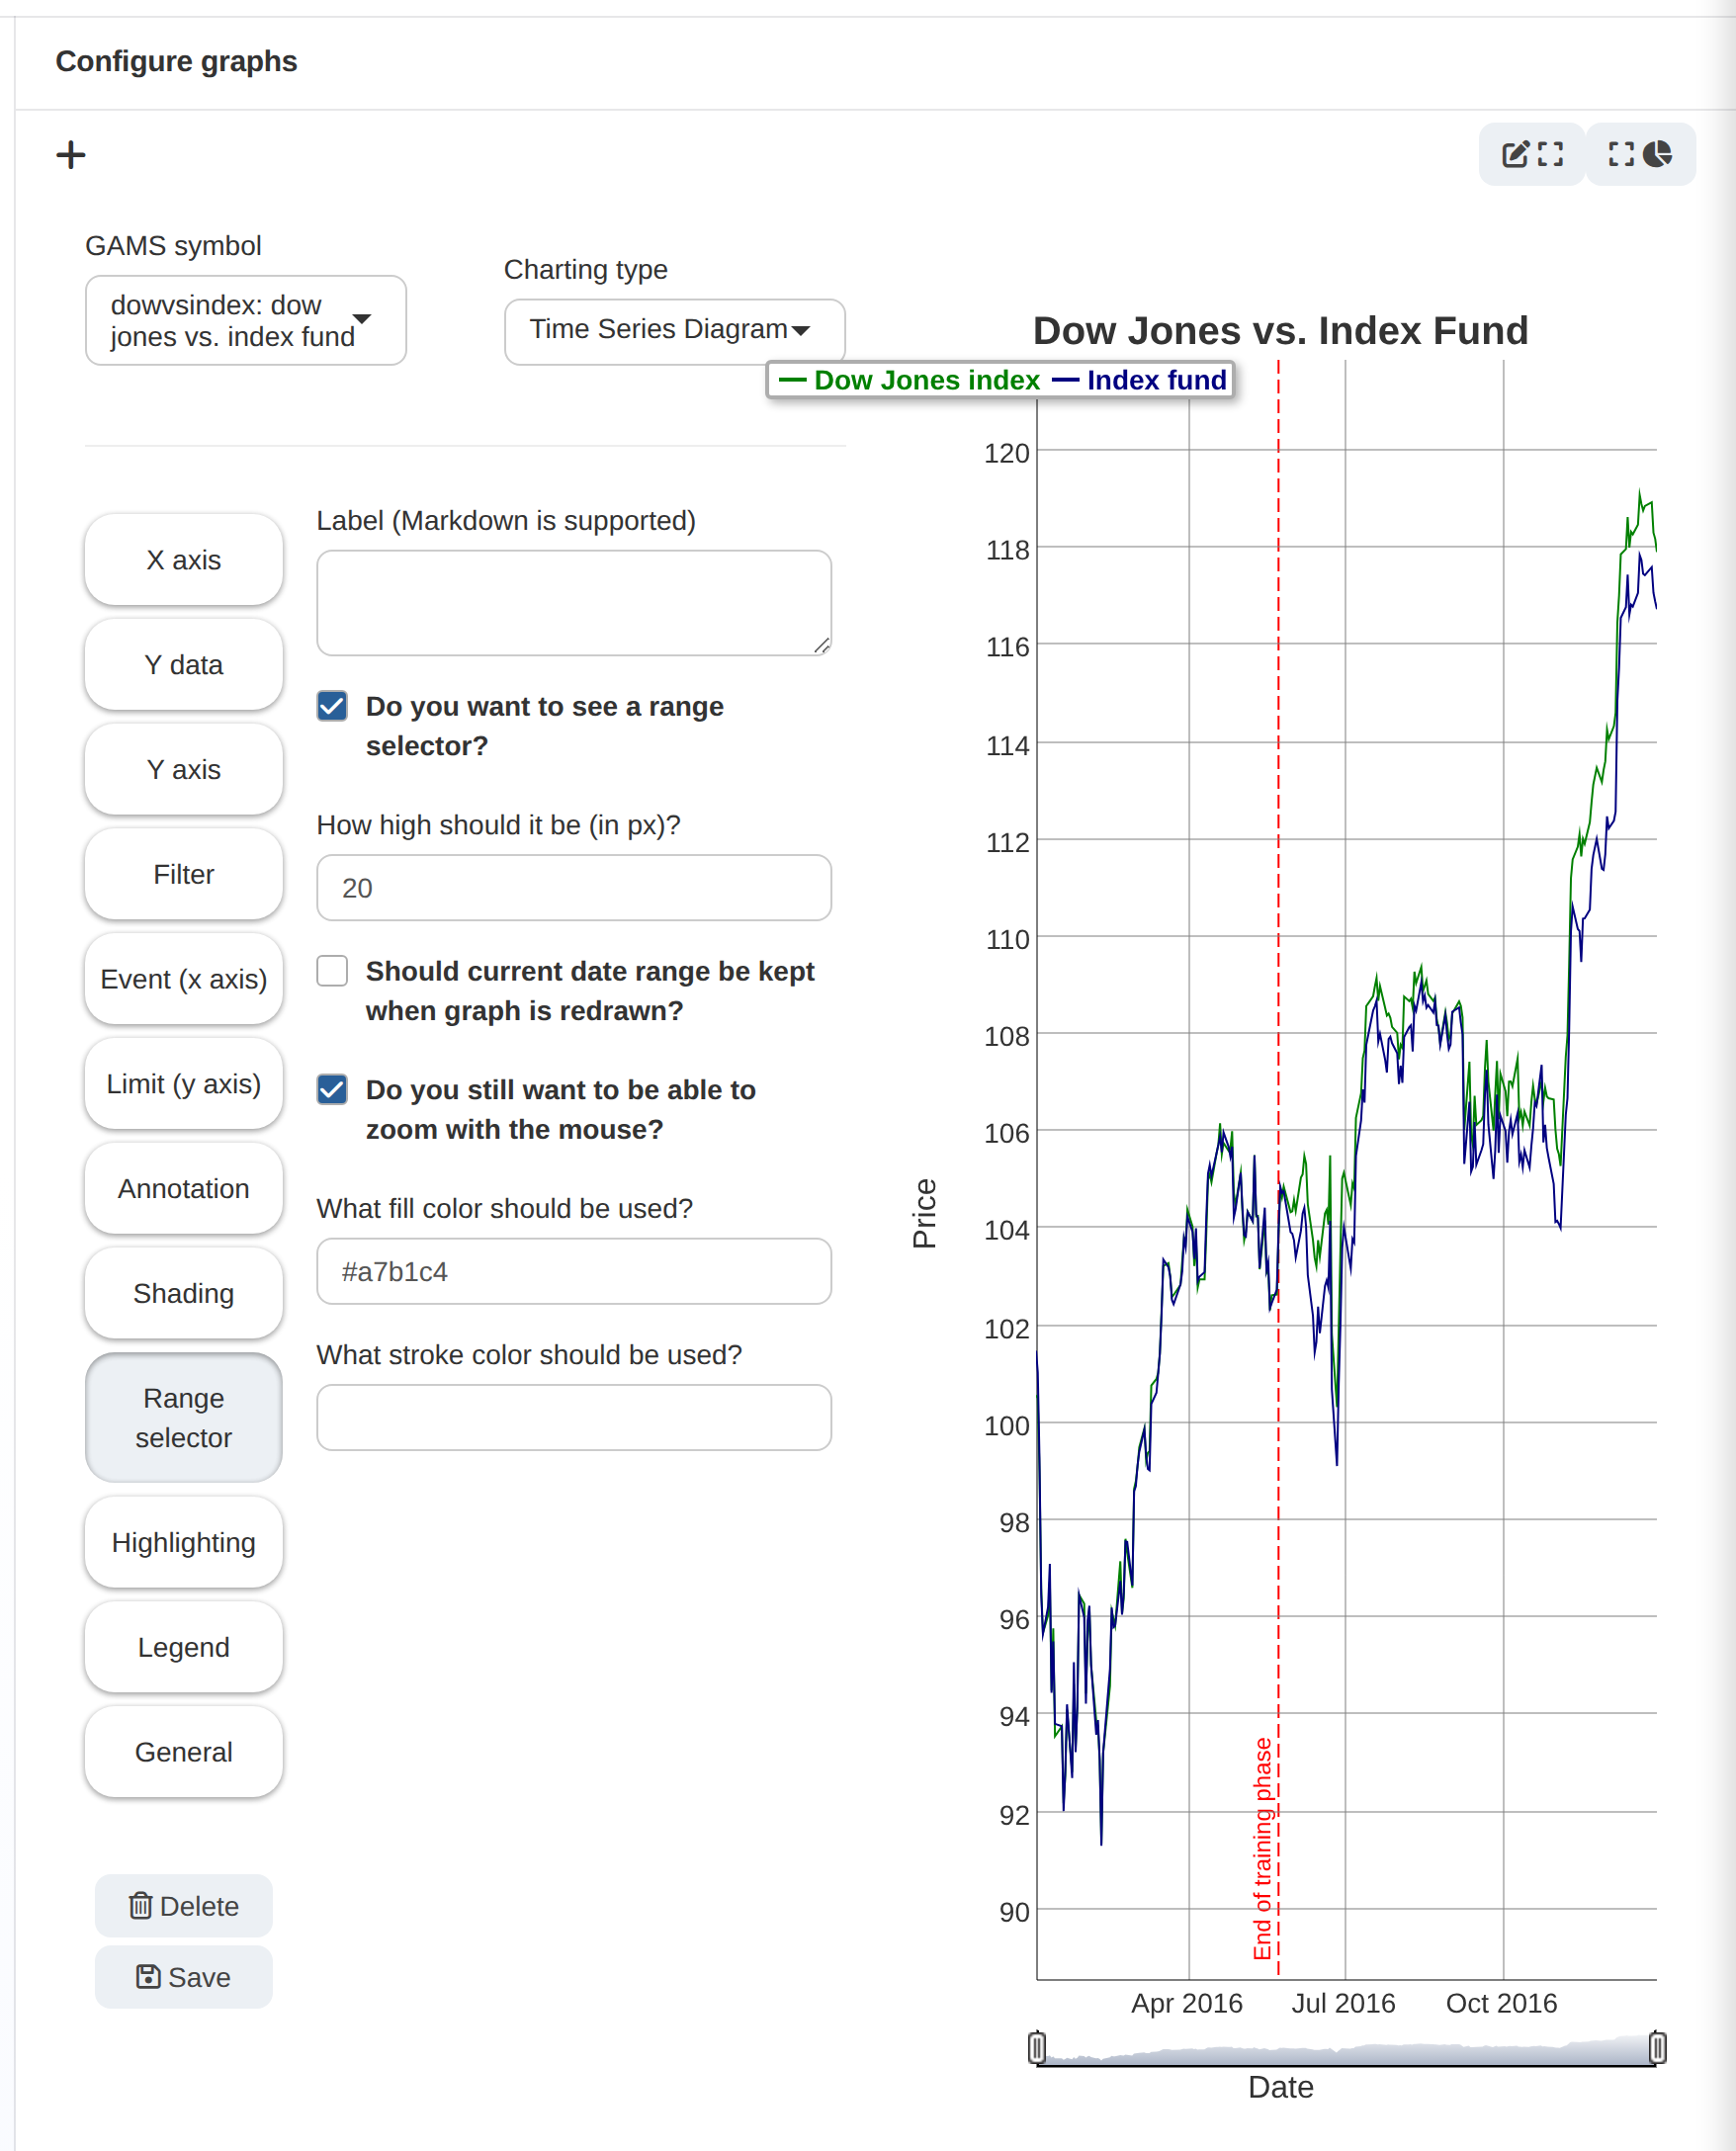 Configure graphs
GAMS symbol
dowvsindex: dow
jones vs. index fund
Charting type
Time Series Diagram
X axis
Y data
Y axis
Filter
Event (x axis)
Limit (y axis)
Annotation
Shading
Range
selector
Highlighting
Legend
General
Delete
Save
Label (Markdown is supported)
Do you want to see a range
selector?
How high should it be (in px)?
20
Should current date range be kept
when graph is redrawn?
Do you still want to be able to
zoom with the mouse?
What fill color should be used?
#a7b1c4
What stroke color should be used?
Dow Jones vs. Index Fund
Dow Jones index Index fund
120
118
116
114
112
110
108
106
104
102
100
98
96
94
92
90
Price
End of training phase
Apr 2016 Jul 2016 Oct 2016
Date